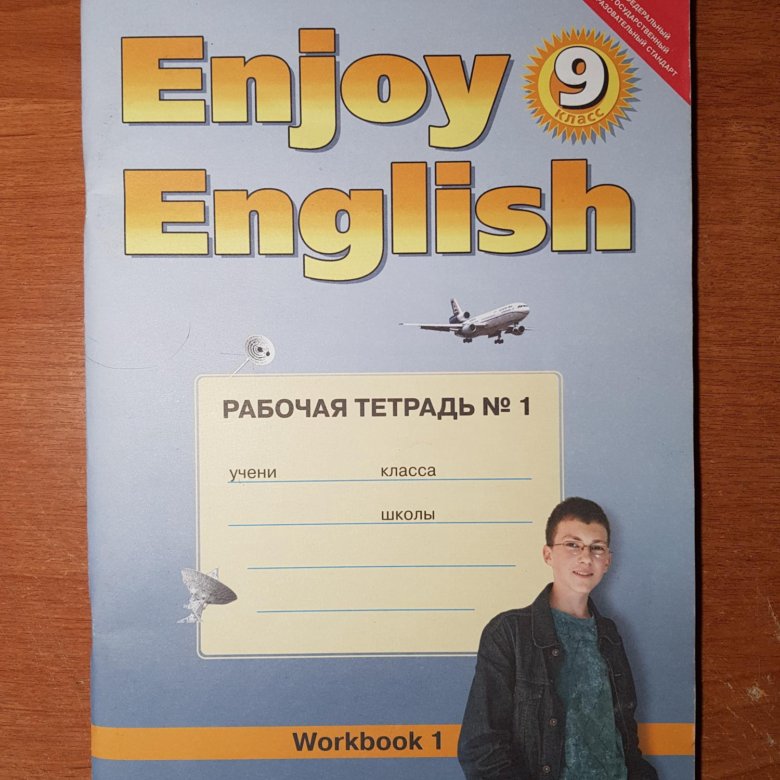 ФЕДЕРАЛЬНЫЙ
ГОСУДАРСТВЕННЫЙ
ОБРАЗОВАТЕЛЬНЫЙ СТАНДАРТ
Enjoy
9
класс
English
РАБОЧАЯ ТЕТРАДЬ № 1
учени класса
школы
Workbook 1